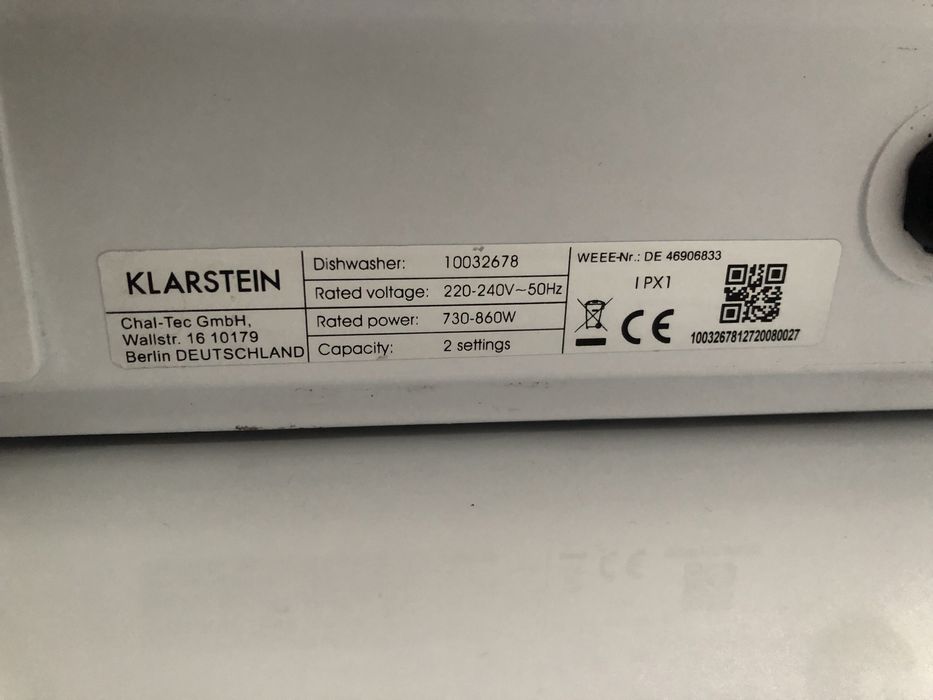 KLARSTEIN
Chal-Tec GmbH,
Wallstr. 16 10179
Berlin DEUTSCHLAND
Dishwasher: 10032678
Rated voltage: 220-240V~50Hz
Rated power: 730-860W
Capacity: 2 settings
WEEE-Nr.: DE 46906833
IPX1
CE
1003267812720080027